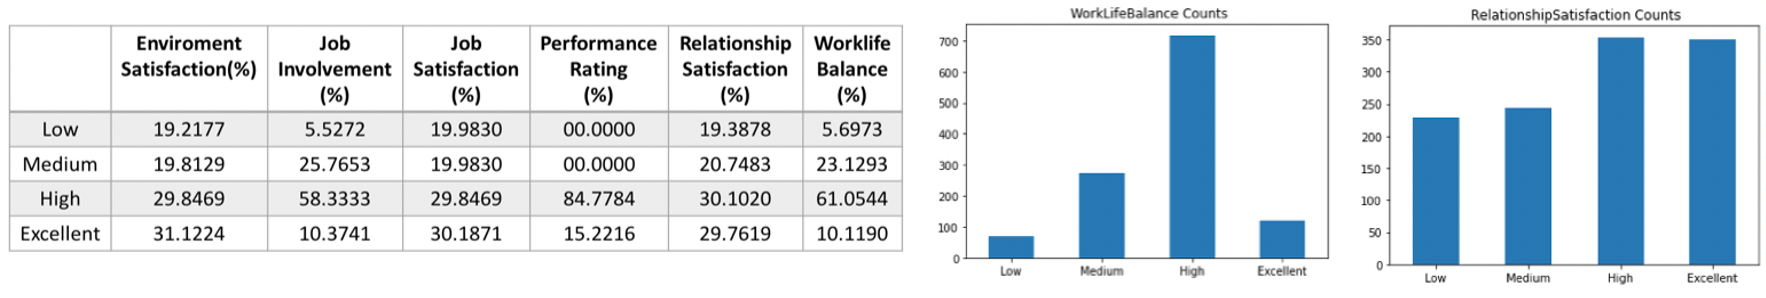 Enviroment Satisfaction(%) Job Involvement (%) Job Satisfaction (%) Performance Rating (%) Relationship Satisfaction (%) Worklife Balance (%)
Low 19.2177 5.5272 19.9830 00.0000 19.3878 5.6973
Medium 19.8129 25.7653 19.9830 00.0000 20.7483 23.1293
High 29.8469 58.3333 29.8469 84.7784 30.1020 61.0544
Excellent 31.1224 10.3741 30.1871 15.2216 29.7619 10.1190
WorkLifeBalance Counts
700
600
500
400
300
200
100
0
Low Medium High Excellent
RelationshipSatisfaction Counts
350
300
250
200
150
100
50
0
Low Medium High Excellent